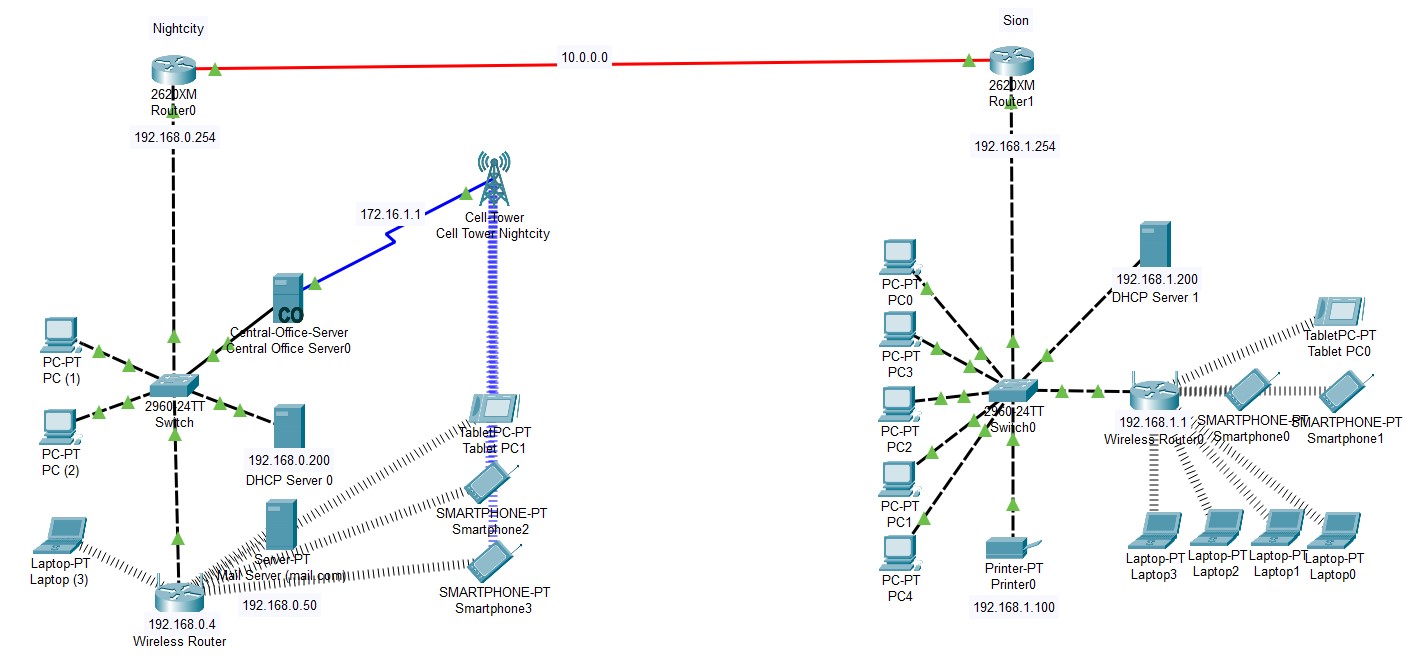 Nightcity
Sion
10.0.0.0
2620XM
Router0
192.168.0.254
2620XM
Router1
192.168.1.254
172.16.1.1
Cell-Tower
Cell Tower Nightcity
Central-Office-Server
Central Office Server0
CO
PC-PT
PC (1)
2960-24TT
Switch
PC-PT
PC (2)
192.168.0.200
DHCP Server 0
TabletPC-PT
Tablet PC1
SMARTPHONE-PT
Smartphone2
Server-PT
Mail Server (mail.com)
192.168.0.50
Laptop-PT
Laptop (3)
SMARTPHONE-PT
Smartphone3
192.168.0.4
Wireless Router
PC-PT
PC0
192.168.1.200
DHCP Server 1
PC-PT
PC3
TabletPC-PT
Tablet PC0
2960-24TT
Switch0
192.168.1.1
Wireless Router0
SMARTPHONE-PT
Smartphone0
SMARTPHONE-PT
Smartphone1
PC-PT
PC2
PC-PT
PC1
PC-PT
PC4
Printer-PT
Printer0
192.168.1.100
Laptop-PT
Laptop3
Laptop-PT
Laptop2
Laptop-PT
Laptop1
Laptop-PT
Laptop0